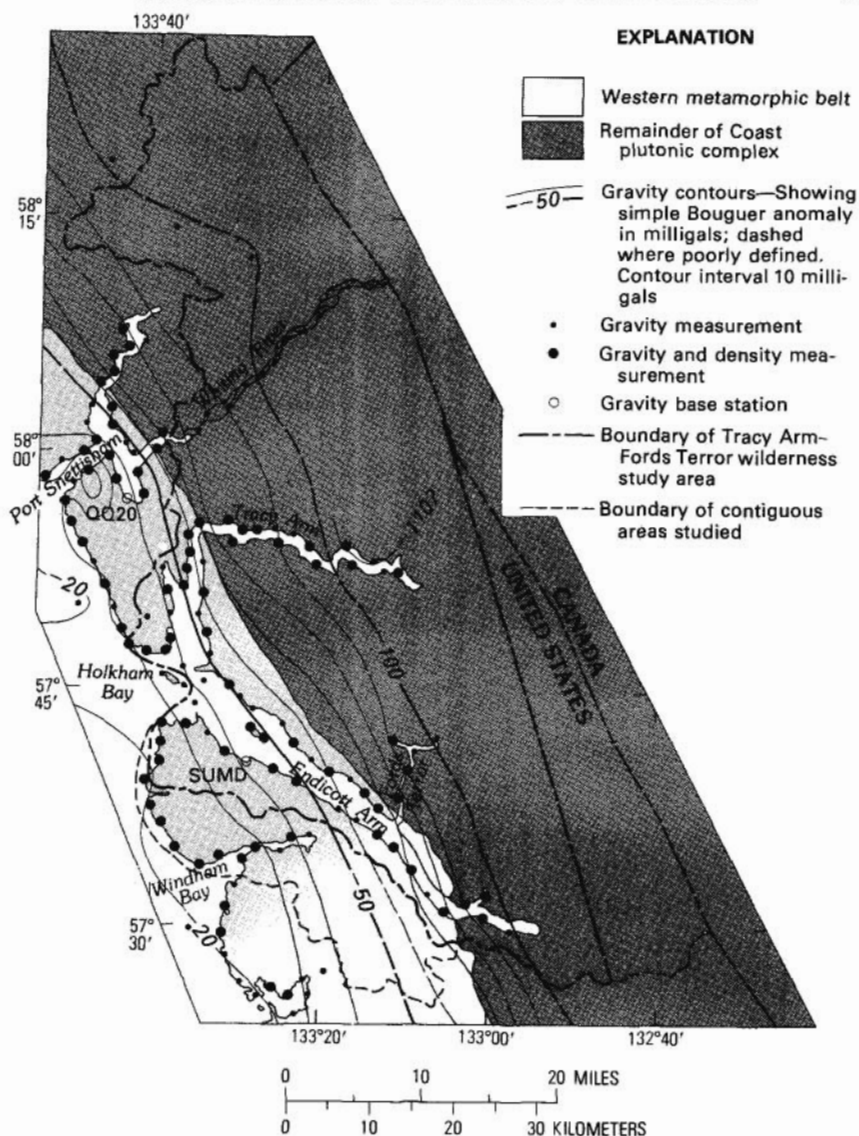 133°40'
EXPLANATION
Western metamorphic belt
Remainder of Coast
plutonic complex
50
Gravity contours—Showing
simple Bouguer anomaly
in milligals; dashed
where poorly defined.
Contour interval 10 milli-
gals
Gravity measurement
Gravity and density mea-
surement
Gravity base station
Boundary of Tracy Arm–
Fords Terror wilderness
study area
Boundary of contiguous
areas studied
58°
15'
58°
00'
River
Port Snettisham
QQ20
Tracy Arm
110?
20
CANADA
UNITED STATES
100
Holkham
Bay
57°
45'
SUMD
Endicott Arm
Windham
Bay
50
57°
30'
20
133°20'
133°00'
132°40'
0 10 20 MILES
0 10 20 30 KILOMETERS